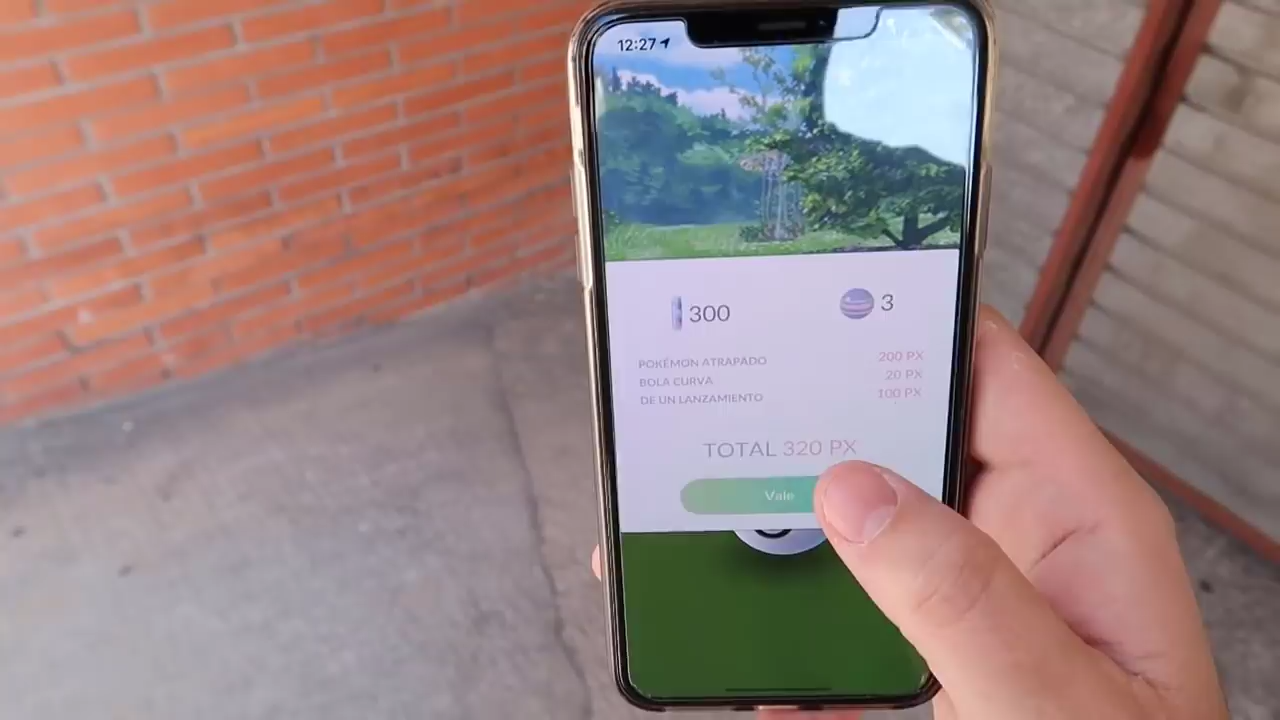 12:27
300
3
POKÉMON ATRAPADO 200 PX
BOLA CURVA 20 PX
DE UN LANZAMIENTO 100 PX
TOTAL 320 PX
Vale